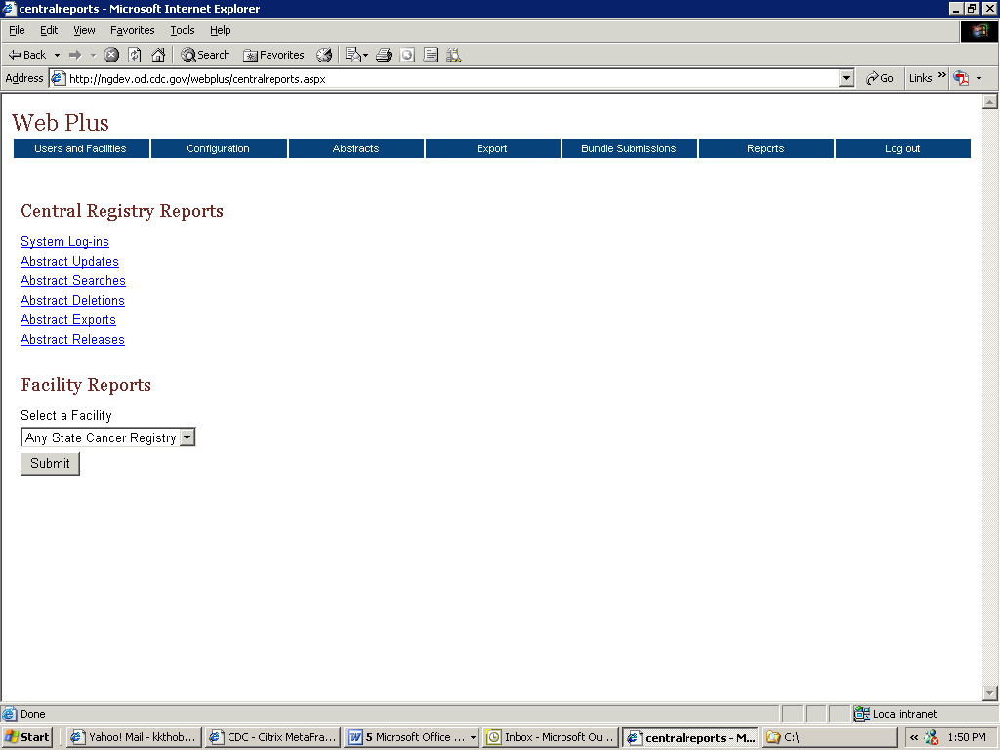 centralreports - Microsoft Internet Explorer
File Edit View Favorites Tools Help
Back Search Favorites
Address http://ngdev.od.cdc.gov/webplus/centralreports.aspx Go Links »
Web Plus
Users and Facilities Configuration Abstracts Export Bundle Submissions Reports Log out
Central Registry Reports
System Log-ins
Abstract Updates
Abstract Searches
Abstract Deletions
Abstract Exports
Abstract Releases
Facility Reports
Select a Facility
Any State Cancer Registry
Submit
Done Local intranet
Start Yahoo! Mail - kkthob... CDC - Citrix MetaFra... 5 Microsoft Office ... Inbox - Microsoft Ou... centralreports - M... C:\ « 1:50 PM